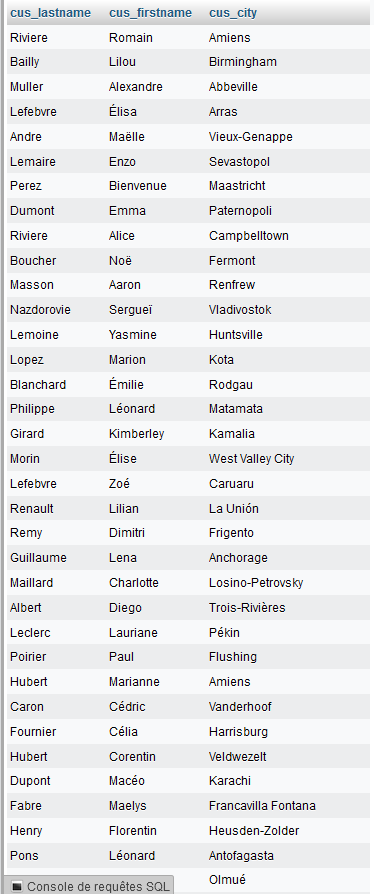 cus_lastname cus_firstname cus_city
Riviere Romain Amiens
Bailly Lilou Birmingham
Muller Alexandre Abbeville
Lefebvre Élisa Arras
Andre Maëlle Vieux-Genappe
Lemaire Enzo Sevastopol
Perez Bienvenue Maastricht
Dumont Emma Paternopoli
Riviere Alice Campbelltown
Boucher Noë Fermont
Masson Aaron Renfrew
Nazdorovie Sergueï Vladivostok
Lemoine Yasmine Huntsville
Lopez Marion Kota
Blanchard Émilie Rodgau
Philippe Léonard Matamata
Girard Kimberley Kamalia
Morin Élise West Valley City
Lefebvre Zoé Caruaru
Renault Lilian La Unión
Remy Dimitri Frigento
Guillaume Lena Anchorage
Maillard Charlotte Losino-Petrovsky
Albert Diego Trois-Rivières
Leclerc Lauriane Pékin
Poirier Paul Flushing
Hubert Marianne Amiens
Caron Cédric Vanderhoof
Fournier Célia Harrisburg
Hubert Corentin Veldwezelt
Dupont Macéo Karachi
Fabre Maelys Francavilla Fontana
Henry Florentin Heusden-Zolder
Pons Léonard Antofagasta
Olmué
Console de requêtes SQL